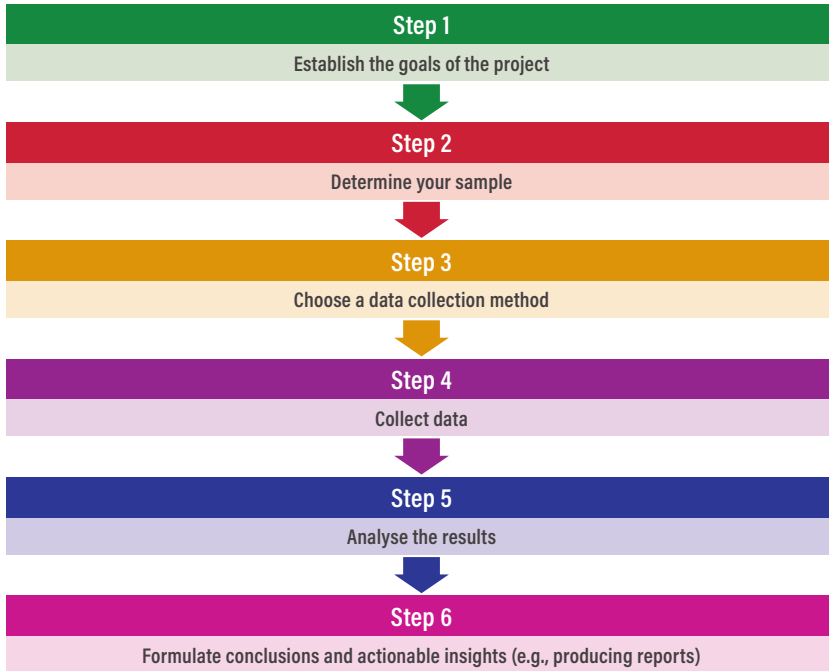 Step 1
Establish the goals of the project
Step 2
Determine your sample
Step 3
Choose a data collection method
Step 4
Collect data
Step 5
Analyse the results
Step 6
Formulate conclusions and actionable insights (e.g., producing reports)